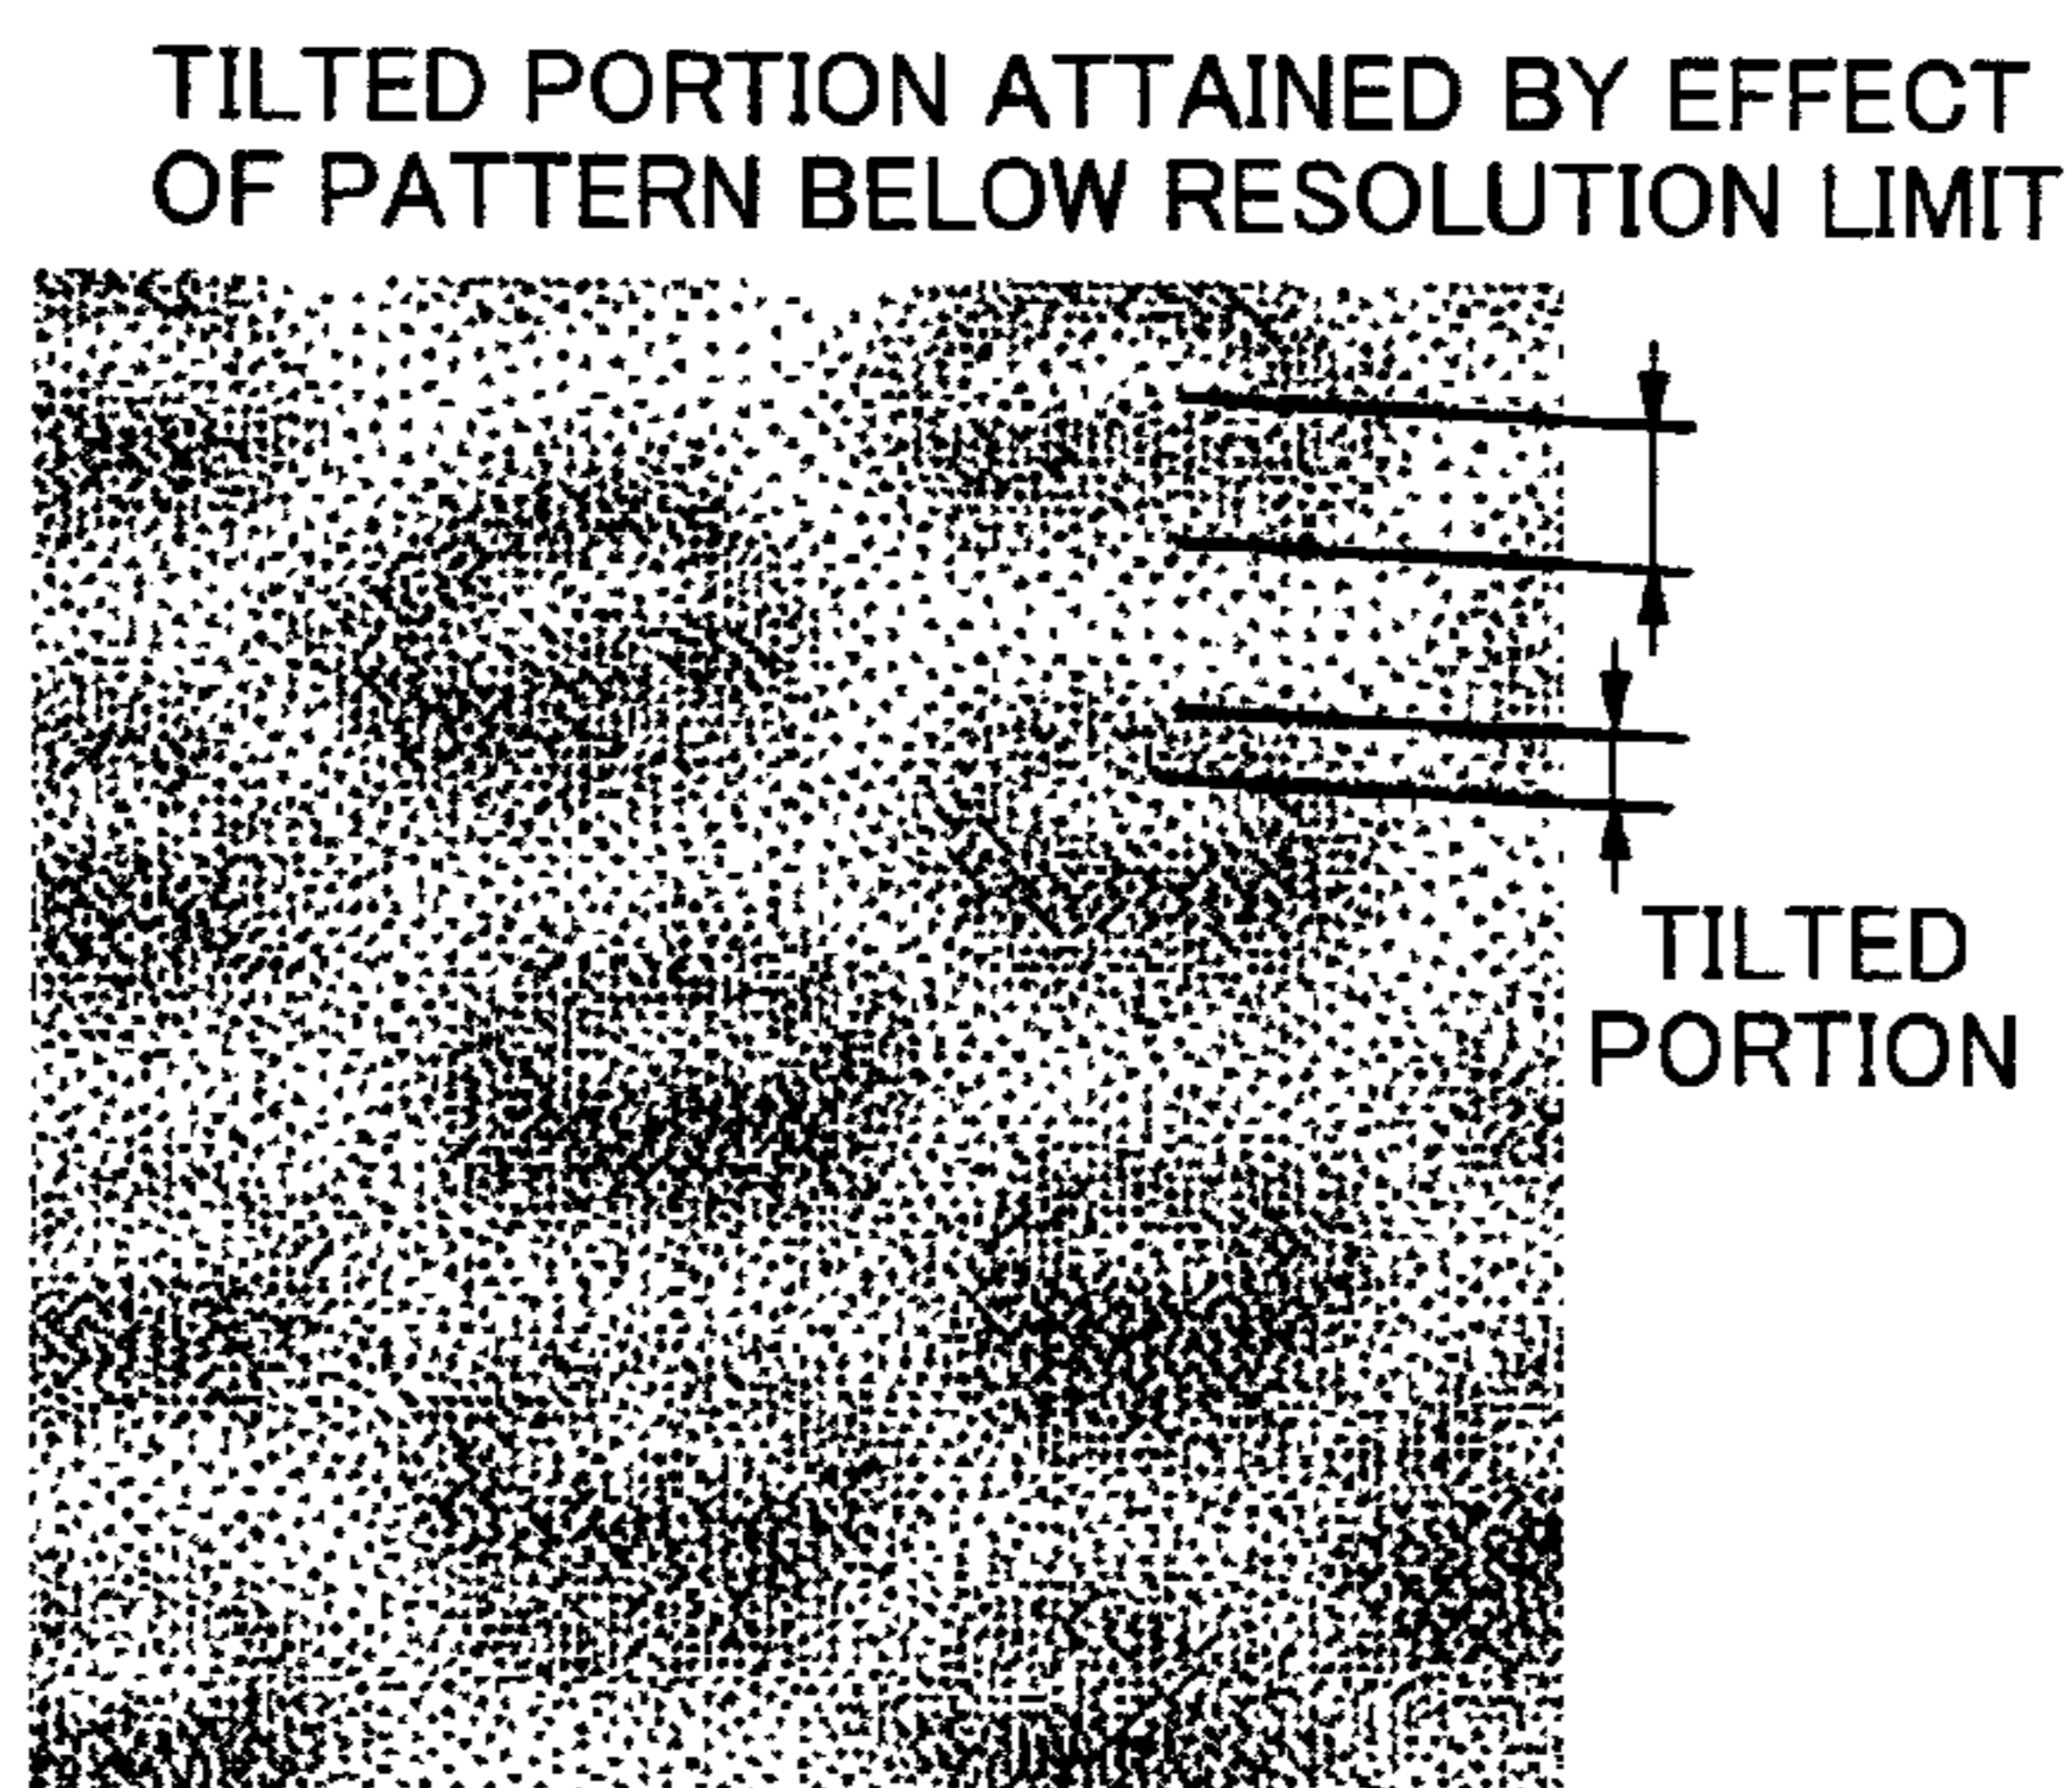 TILTED PORTION ATTAINED BY EFFECT
OF PATTERN BELOW RESOLUTION LIMIT
TILTED
PORTION